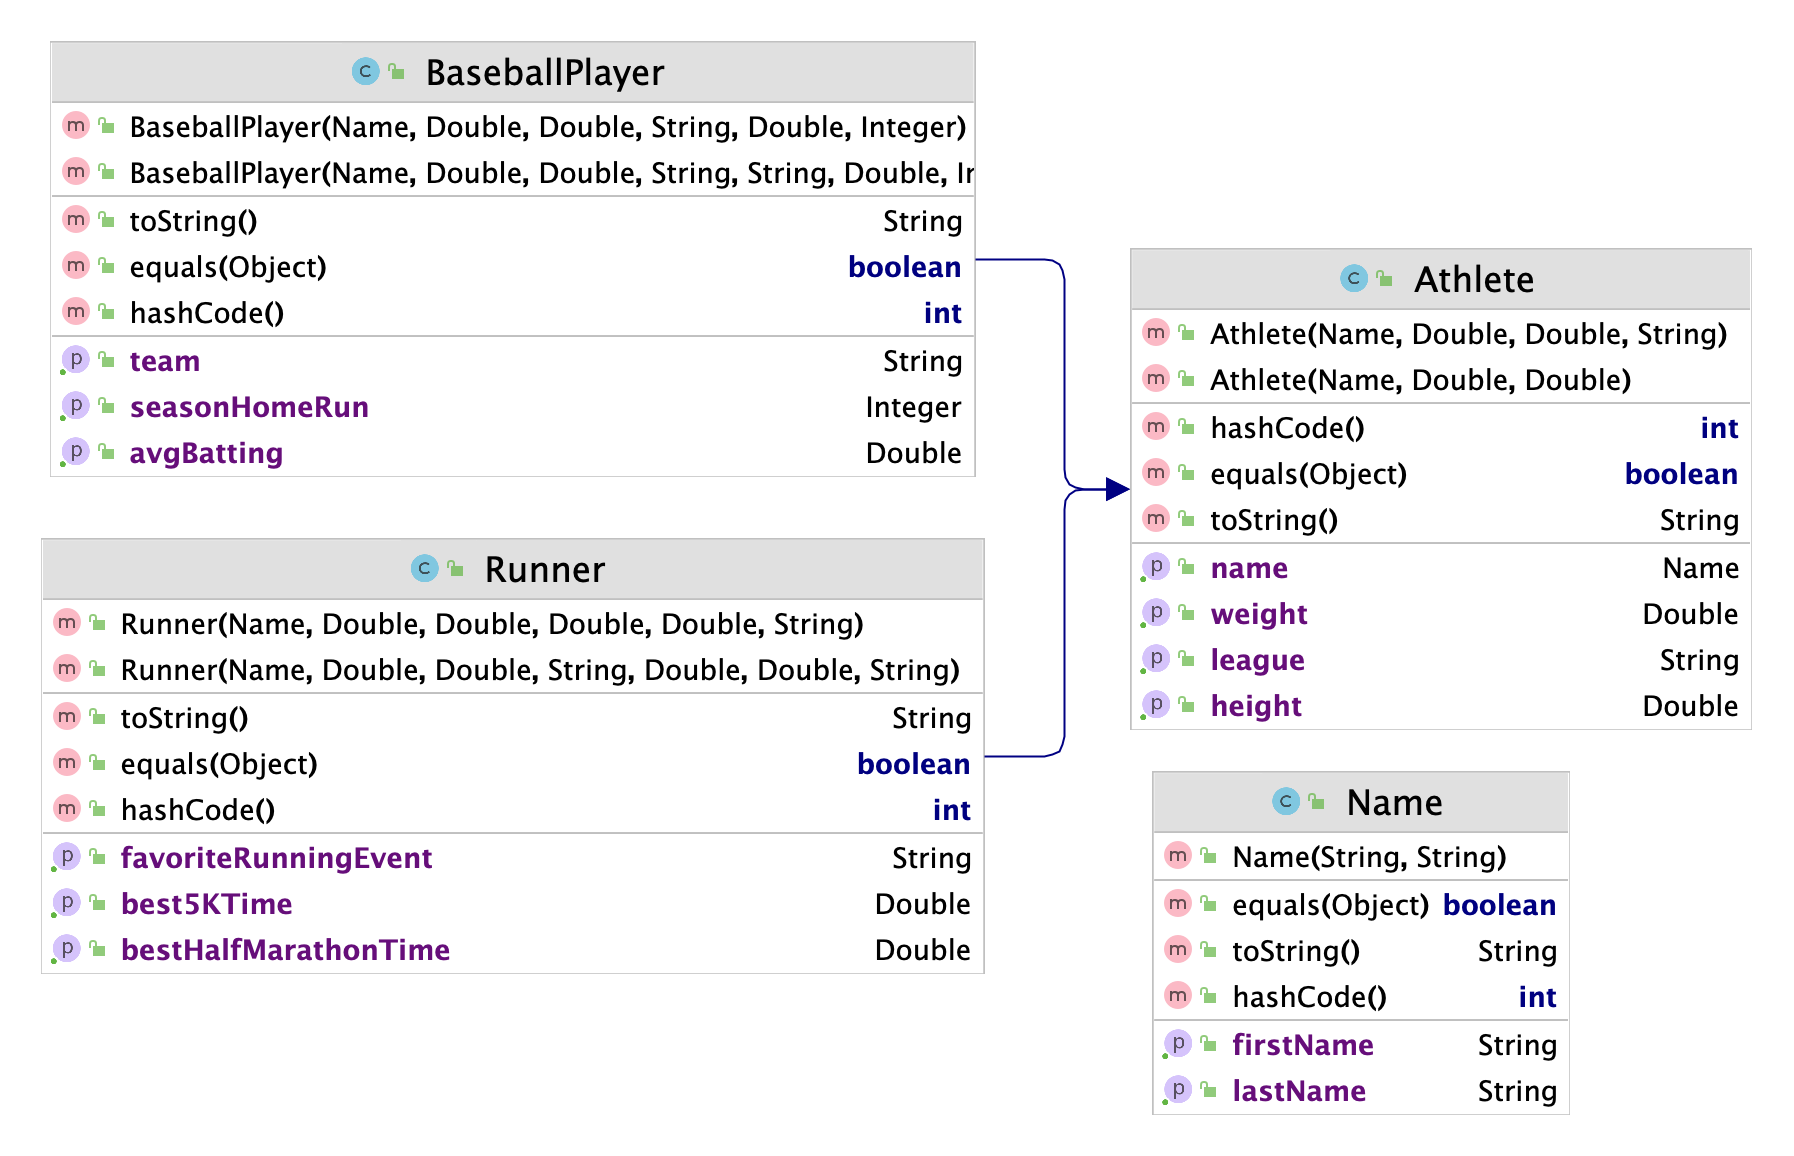 BaseballPlayer
BaseballPlayer(Name, Double, Double, String, Double, Integer)
BaseballPlayer(Name, Double, Double, String, String, Double, In
toString() String
equals(Object) boolean
hashCode() int
team String
seasonHomeRun Integer
avgBatting Double
Runner
Runner(Name, Double, Double, Double, Double, String)
Runner(Name, Double, Double, String, Double, Double, String)
toString() String
equals(Object) boolean
hashCode() int
favoriteRunningEvent String
best5KTime Double
bestHalfMarathonTime Double
Athlete
Athlete(Name, Double, Double, String)
Athlete(Name, Double, Double)
hashCode() int
equals(Object) boolean
toString() String
name Name
weight Double
league String
height Double
Name
Name(String, String)
equals(Object) boolean
toString() String
hashCode() int
firstName String
lastName String